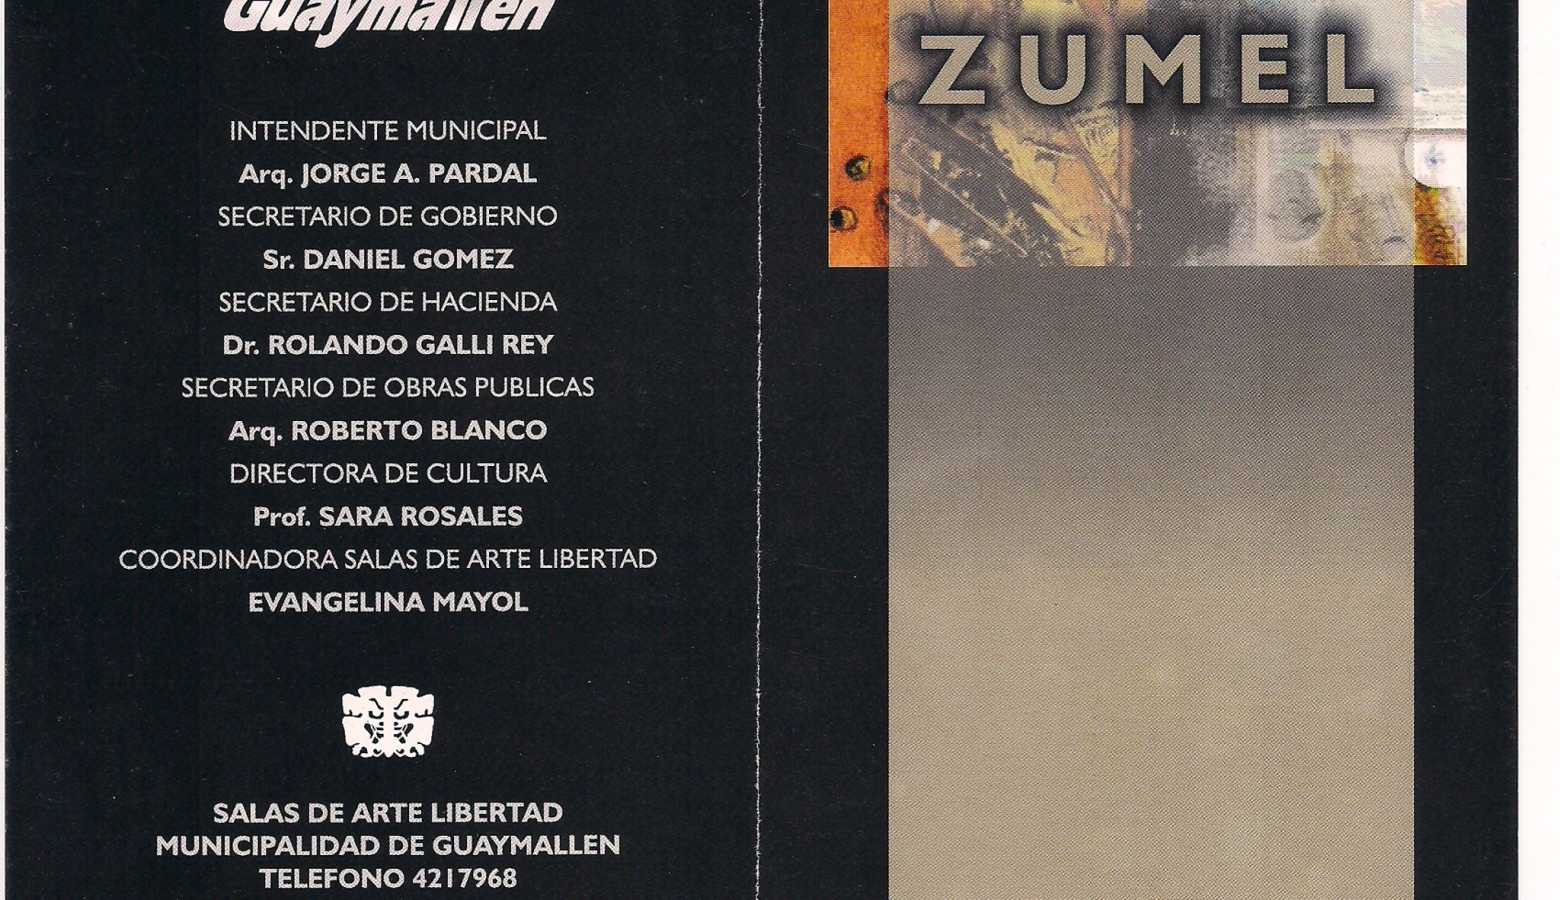 Guaymallén
INTENDENTE MUNICIPAL
Arq. JORGE A. PARDAL
SECRETARIO DE GOBIERNO
Sr. DANIEL GOMEZ
SECRETARIO DE HACIENDA
Dr. ROLANDO GALLI REY
SECRETARIO DE OBRAS PUBLICAS
Arq. ROBERTO BLANCO
DIRECTORA DE CULTURA
Prof. SARA ROSALES
COORDINADORA SALAS DE ARTE LIBERTAD
EVANGELINA MAYOL
SALAS DE ARTE LIBERTAD
MUNICIPALIDAD DE GUAYMALLEN
TELEFONO 4217968
ZUMEL